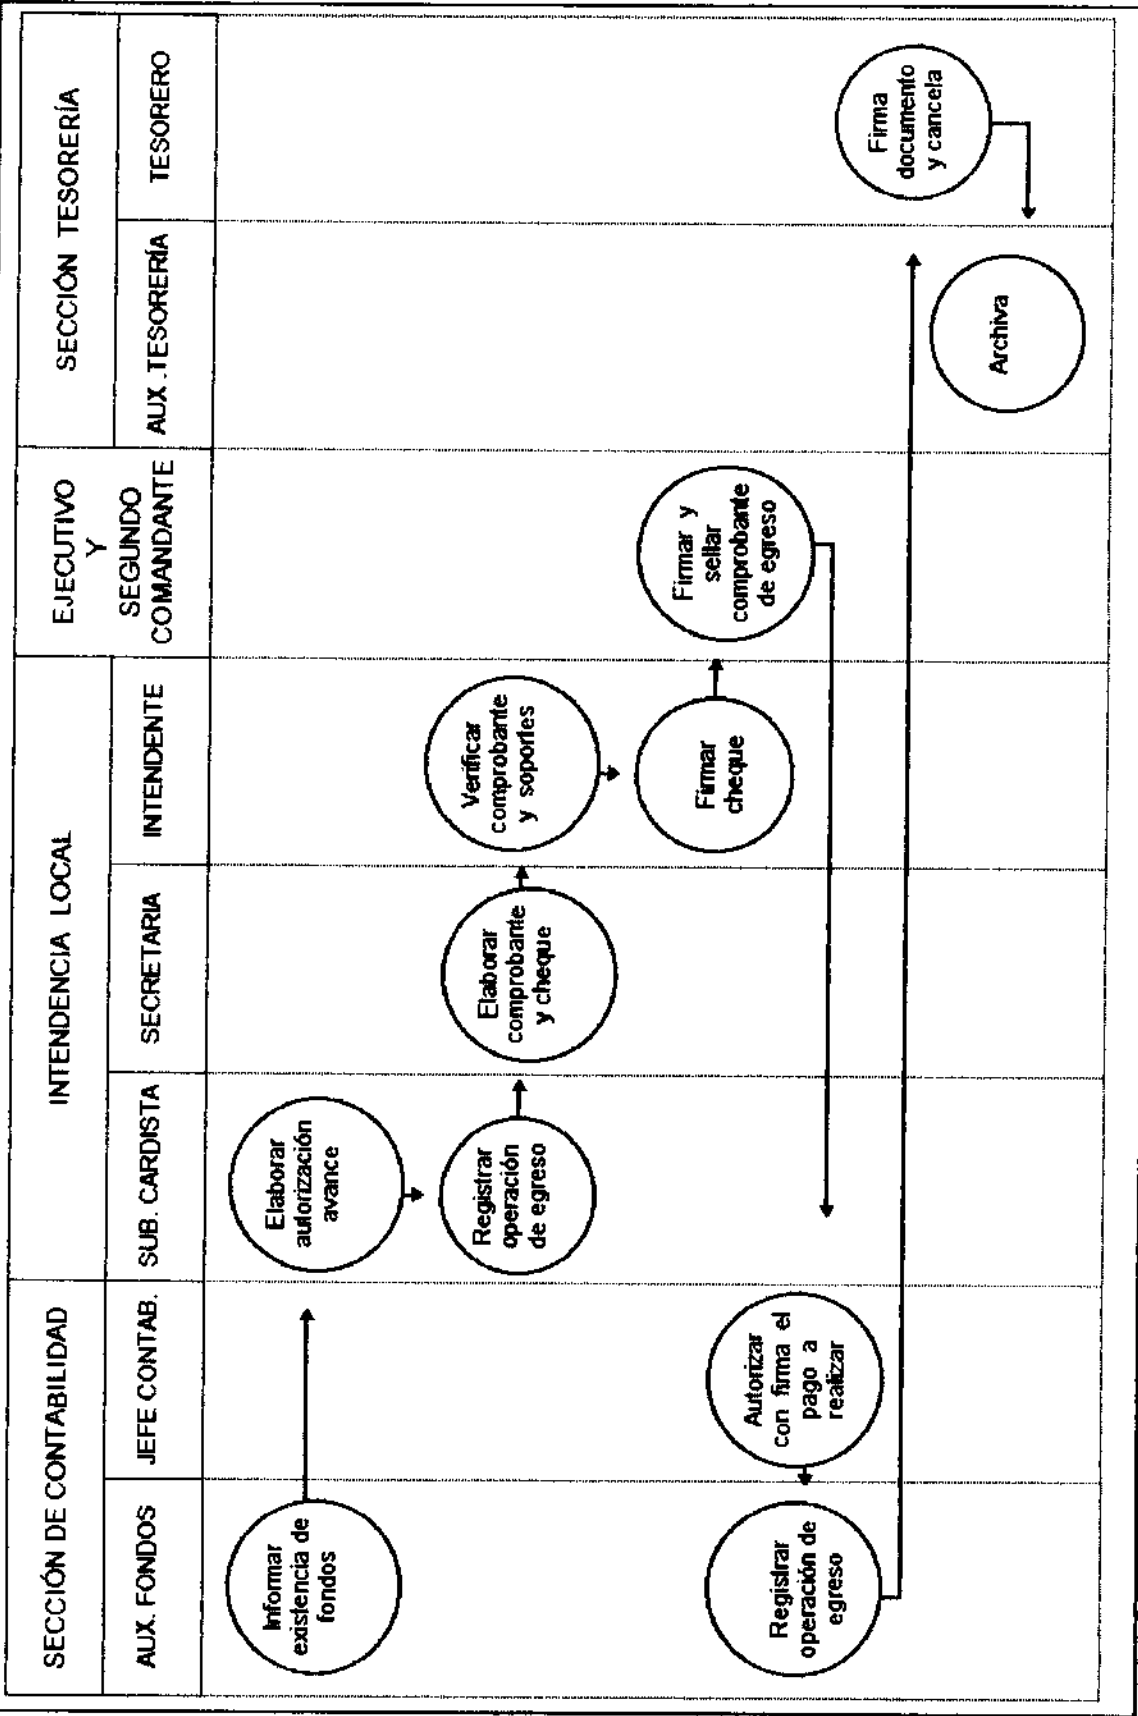 SECCIÓN DE CONTABILIDAD
INTENDENCIA LOCAL
EJECUTIVO
Y
SEGUNDO
COMANDANTE
SECCIÓN TESORERÍA
AUX. FONDOS
JEFE CONTAB.
SUB. CARDISTA
SECRETARIA
INTENDENTE
AUX. TESORERÍA
TESORERO
Informar
existencia de
fondos
Elaborar
autorización
avance
Registrar
operación
de egreso
Elaborar
comprobante
y cheque
Verificar
comprobante
y soportes
Firmar
cheque
Firmar y
sellar
comprobante
de egreso
Autorizar
con firma el
pago a
realizar
Registrar
operación de
egreso
Firma
documento
y cancela
Archiva